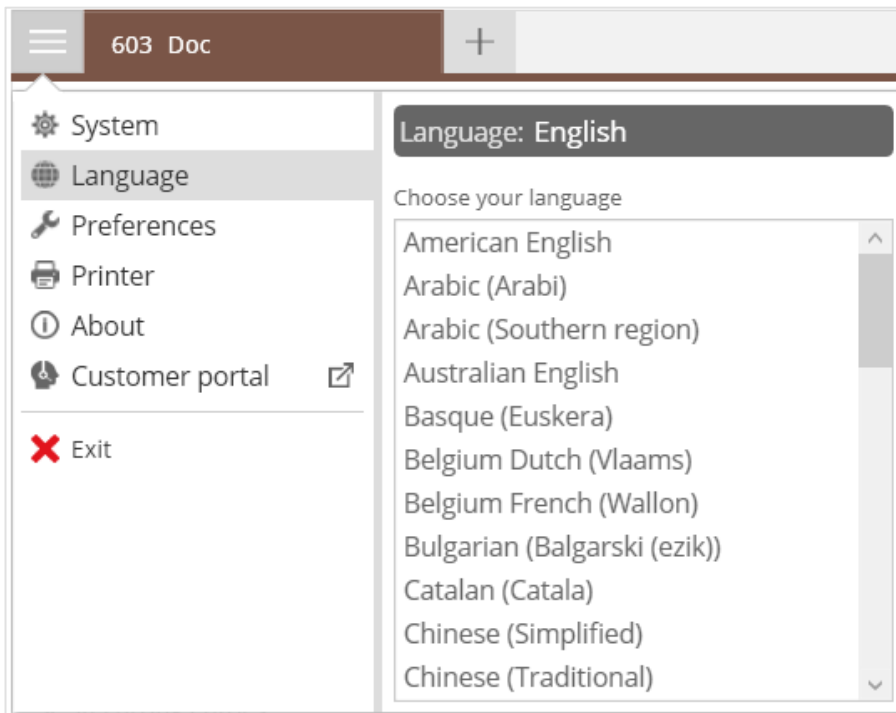 603 Doc
System
Language
Preferences
Printer
About
Customer portal
Exit
Language: English
Choose your language
American English
Arabic (Arabi)
Arabic (Southern region)
Australian English
Basque (Euskera)
Belgium Dutch (Vlaams)
Belgium French (Wallon)
Bulgarian (Balgarski (ezik))
Catalan (Catala)
Chinese (Simplified)
Chinese (Traditional)